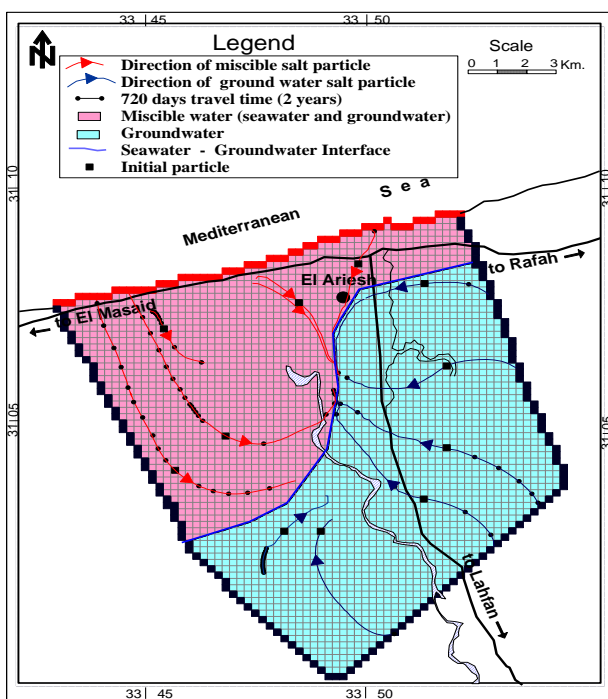 33 45
33 50
N
Legend
Direction of miscible salt particle
Direction of ground water salt particle
720 days travel time (2 years)
Miscible water (seawater and groundwater)
Groundwater
Seawater - Groundwater Interface
Initial particle
Scale
0 1 2 3 Km.
31 10
31 10
Mediterranean Sea
to Rafah
El Ariesh
to El Masaid
31 05
31 05
to Lahfan
33 45
33 50